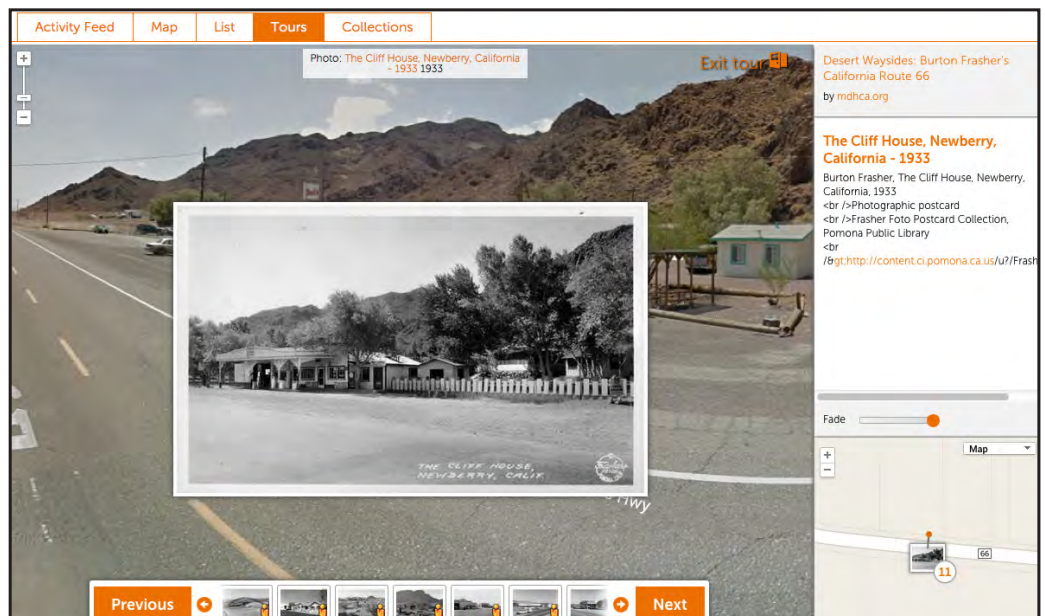 Activity Feed
Map
List
Tours
Collections
Photo: The Cliff House, Newberry, California
- 1933 1933
Exit tour
Desert Waysides: Burton Frasher's
California Route 66
by mdhca.org
The Cliff House, Newberry,
California - 1933
Burton Frasher, The Cliff House, Newberry,
California, 1933
<br />Photographic postcard
<br />Frasher Foto Postcard Collection,
Pomona Public Library
<br
/&gt;http://content.ci.pomona.ca.us/u?/Frash
THE CLIFF HOUSE,
NEWBERRY, CALIF.
Hwy
Fade
+
-
Map
66
11
Previous
Next